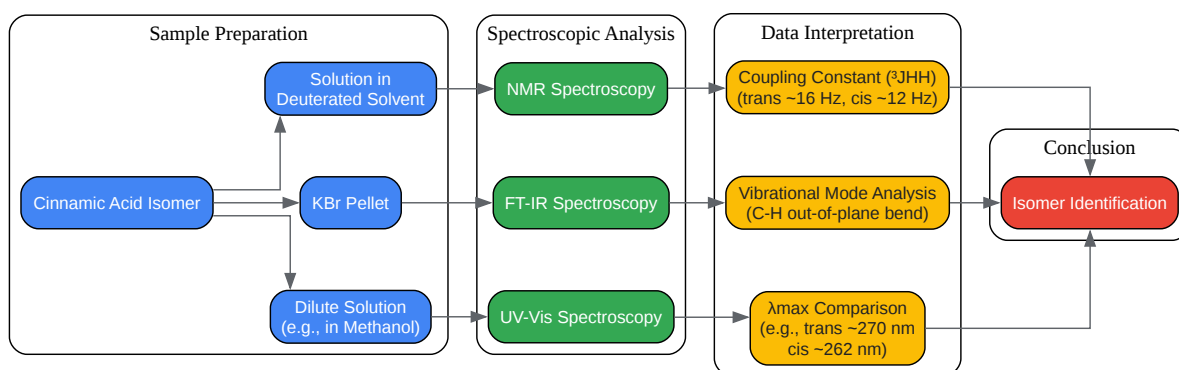 Sample Preparation
Spectroscopic Analysis
Data Interpretation
Solution in
Deuterated Solvent
NMR Spectroscopy
Coupling Constant (³JHH)
(trans ~16 Hz, cis ~12 Hz)
Conclusion
Cinnamic Acid Isomer
KBr Pellet
FT-IR Spectroscopy
Vibrational Mode Analysis
(C-H out-of-plane bend)
Isomer Identification
Dilute Solution
(e.g., in Methanol)
UV-Vis Spectroscopy
λmax Comparison
(e.g., trans ~270 nm
cis ~262 nm)